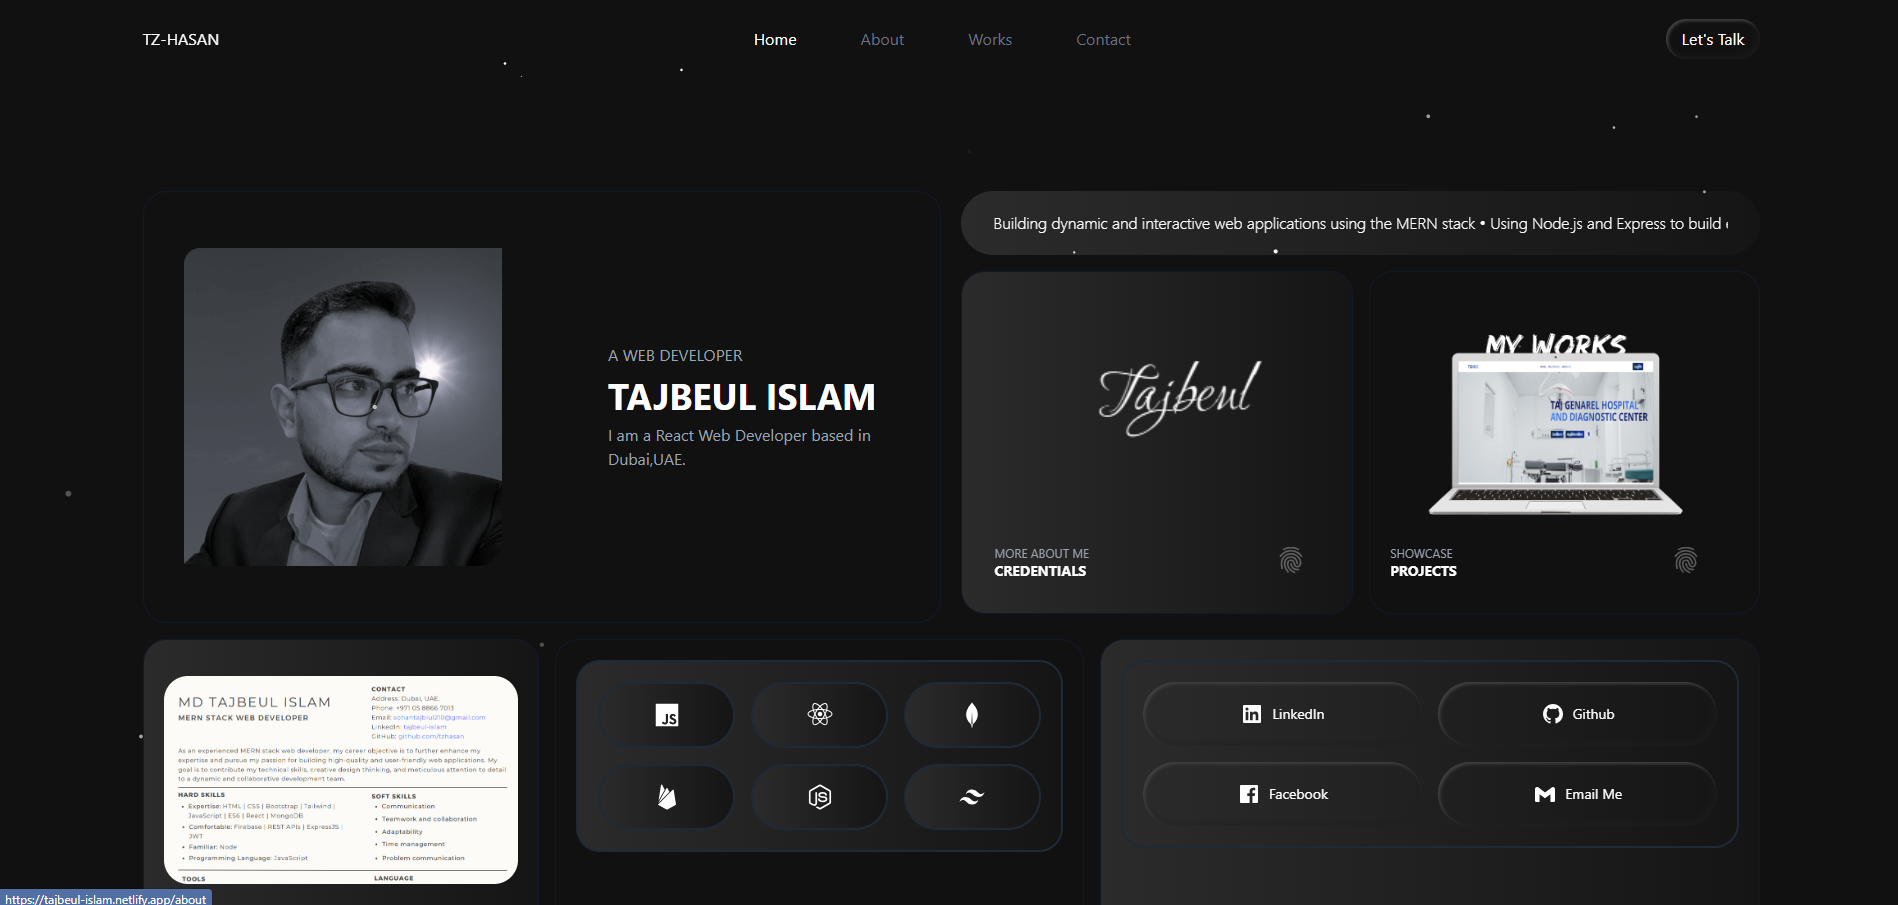 TZ-HASAN
Home
About
Works
Contact
Let's Talk
A WEB DEVELOPER
TAJBEUL ISLAM
I am a React Web Developer based in
Dubai,UAE.
Building dynamic and interactive web applications using the MERN stack • Using Node.js and Express to build
Tajbeul
MORE ABOUT ME
CREDENTIALS
MY WORKS
TAJ GENAREL HOSPITAL
AND DIAGNOSTIC CENTER
SHOWCASE
PROJECTS
MD TAJBEUL ISLAM
MERN STACK WEB DEVELOPER
CONTACT
Address: Dubai, UAE.
Phone: +971 05 8866 7013
Email: sohantajbiul210@gmail.com
LinkedIn: tajbeul-islam
GitHub: github.com/tzhasan
As an experienced MERN stack web developer, my career objective is to further enhance my
expertise and pursue my passion for building high-quality and user-friendly web applications. My
goal is to contribute my technical skills, creative design thinking, and meticulous attention to detail
to a dynamic and collaborative development team.
HARD SKILLS
• Expertise: HTML | CSS | Bootstrap | Tailwind |
JavaScript | ES6 | React | MongoDB
• Comfortable: Firebase | REST APIs | ExpressJS |
JWT
• Familiar: Node
• Programming Language: JavaScript
SOFT SKILLS
• Communication
• Teamwork and collaboration
• Adaptability
• Time management
• Problem communication
TOOLS
LANGUAGE
JS
JS
LinkedIn
Github
Facebook
Email Me
https://tajbeul-islam.netlify.app/about